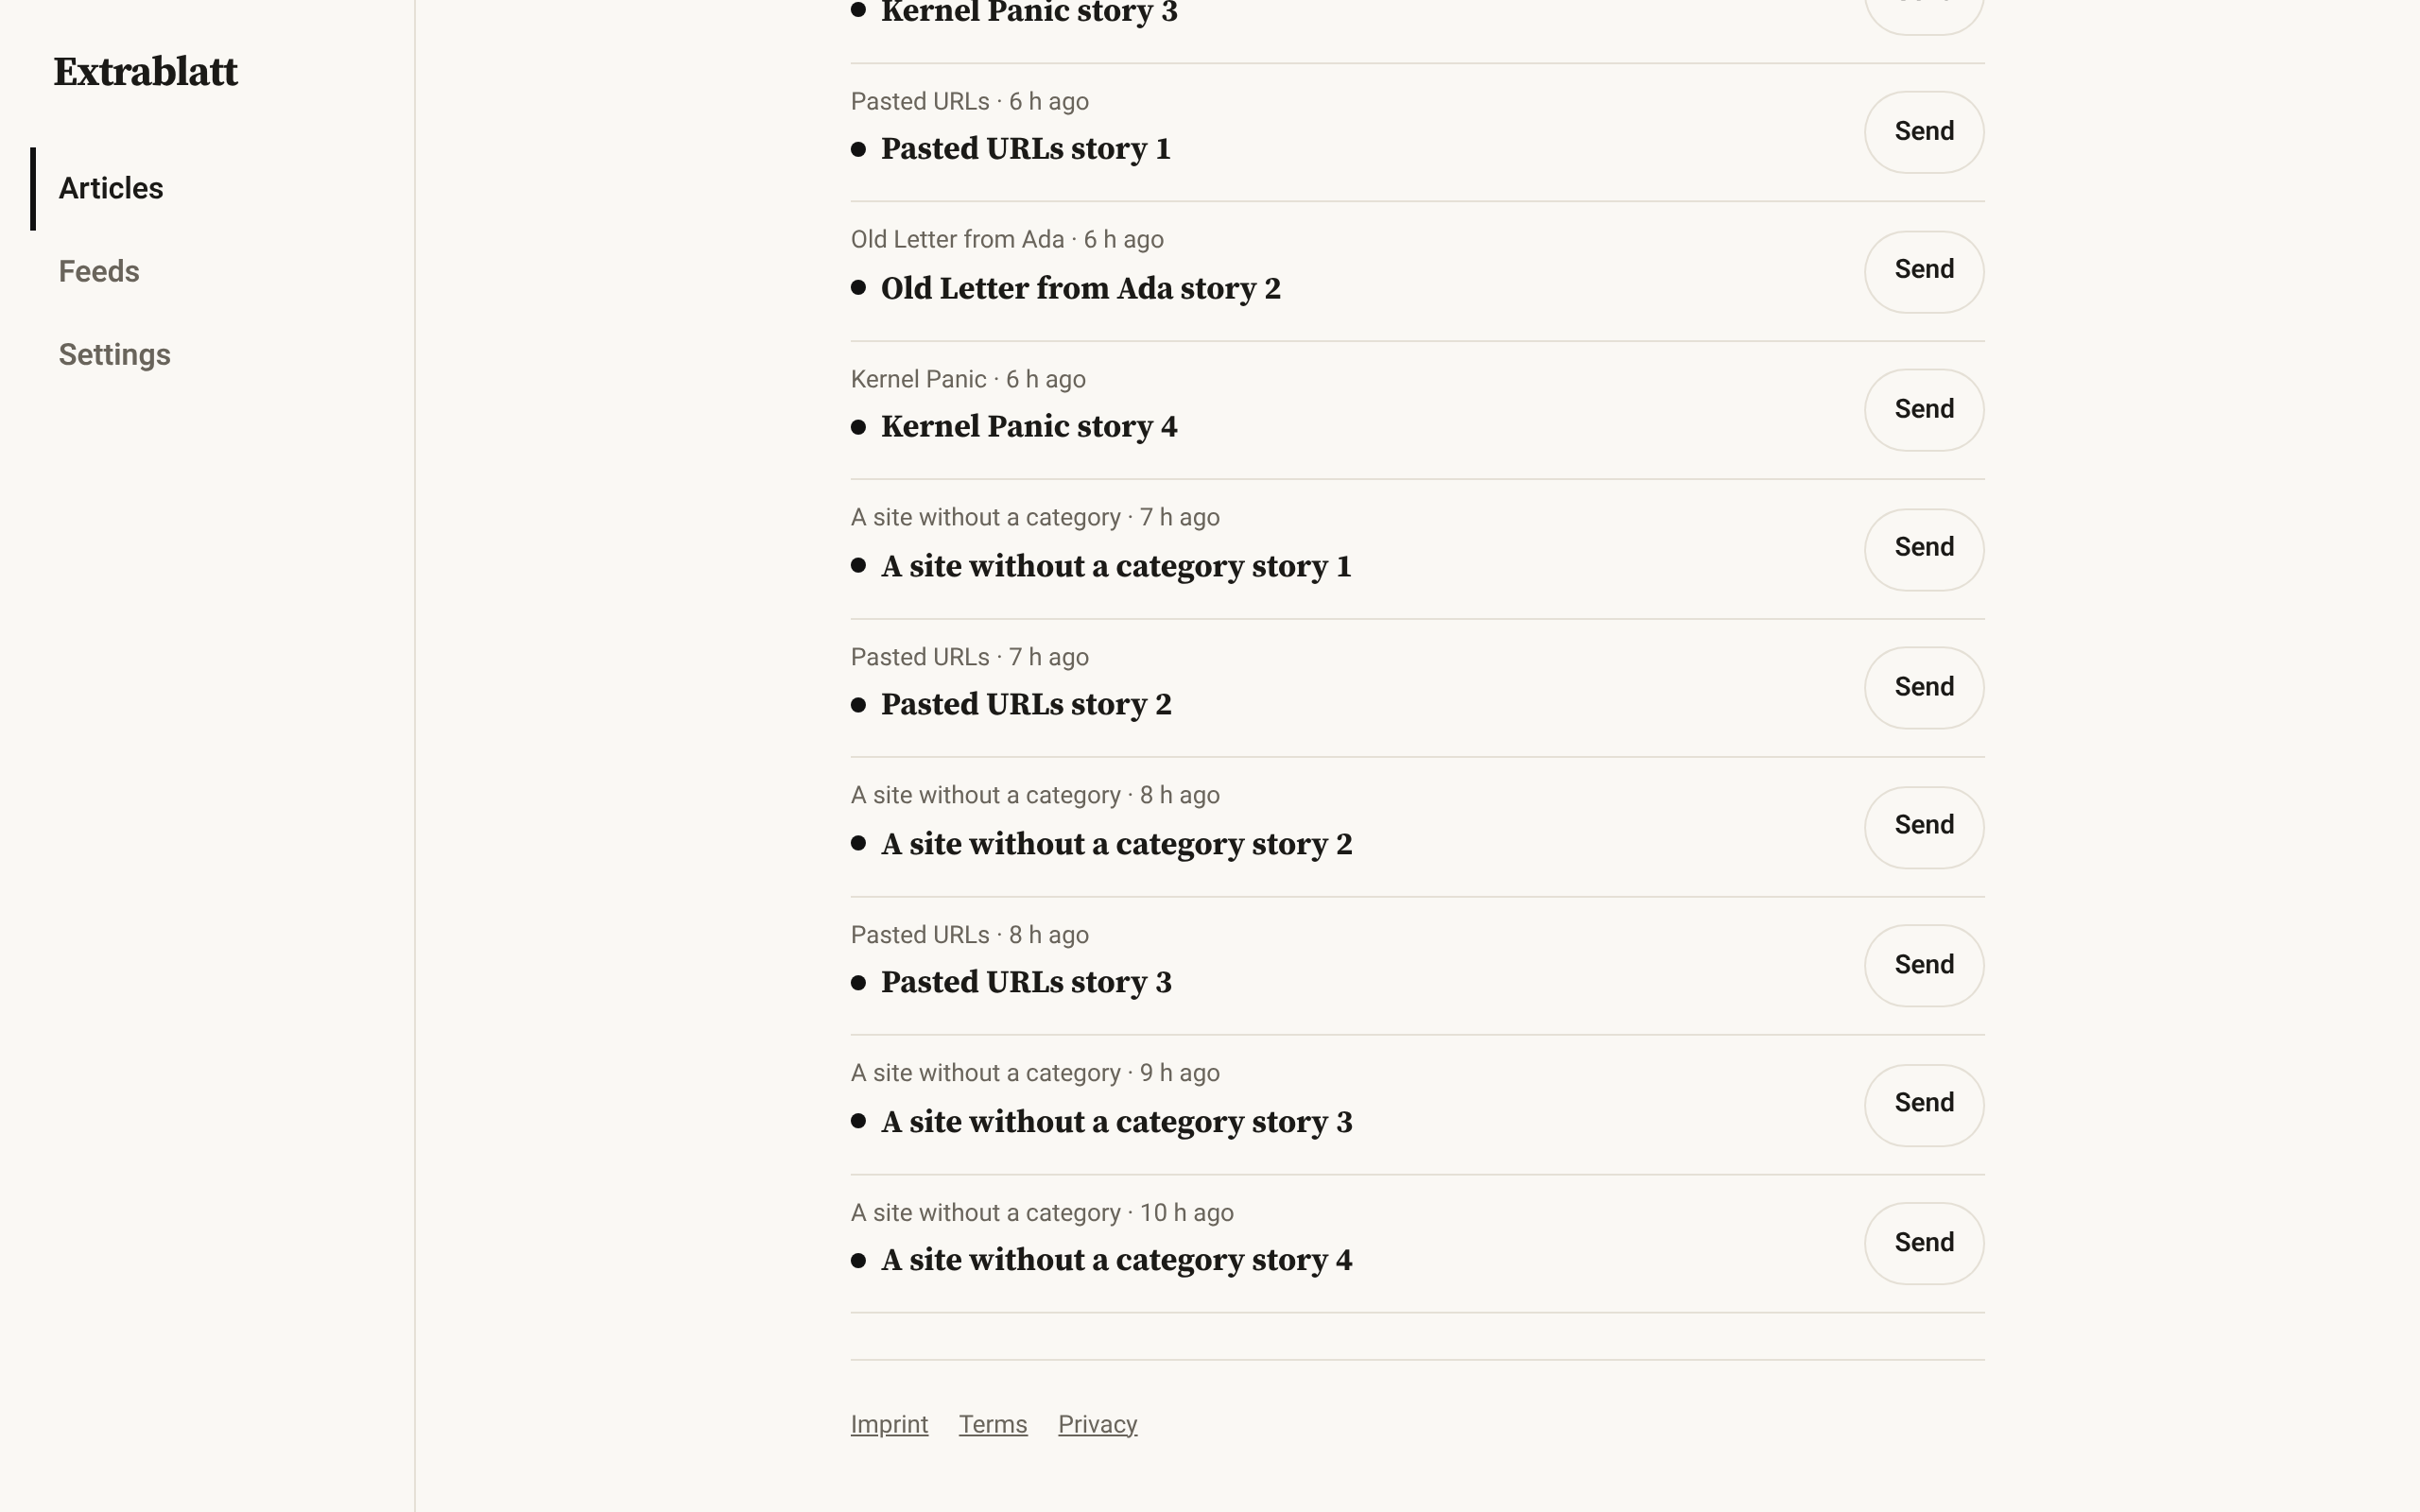 Extrablatt
Articles
Feeds
Settings
Kernel Panic story 3
Pasted URLs · 6 h ago
Pasted URLs story 1
Send
Old Letter from Ada · 6 h ago
Old Letter from Ada story 2
Send
Kernel Panic · 6 h ago
Kernel Panic story 4
Send
A site without a category · 7 h ago
A site without a category story 1
Send
Pasted URLs · 7 h ago
Pasted URLs story 2
Send
A site without a category · 8 h ago
A site without a category story 2
Send
Pasted URLs · 8 h ago
Pasted URLs story 3
Send
A site without a category · 9 h ago
A site without a category story 3
Send
A site without a category · 10 h ago
A site without a category story 4
Send
Imprint Terms Privacy